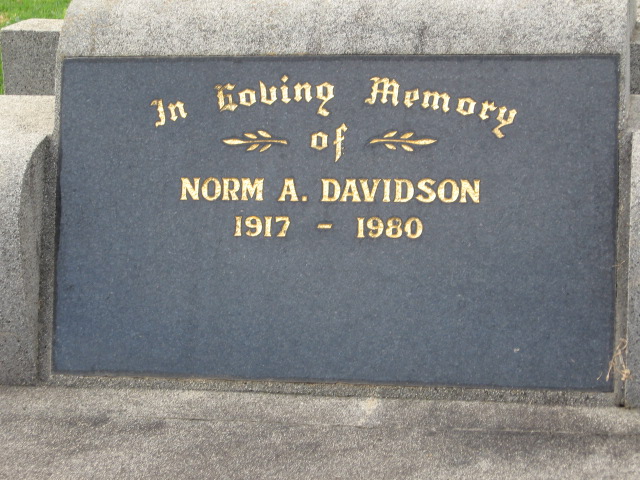 In Loving Memory
of
NORM A. DAVIDSON
1917 - 1980